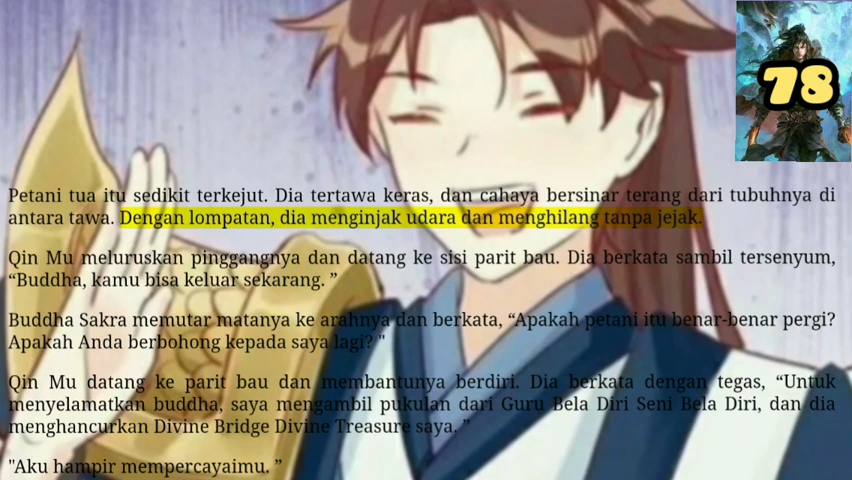 78
Petani tua itu sedikit terkejut. Dia tertawa keras, dan cahaya bersinar terang dari tubuhnya di
antara tawa. Dengan lompatan, dia menginjak udara dan menghilang tanpa jejak.
Qin Mu meluruskan pinggangnya dan datang ke sisi parit bau. Dia berkata sambil tersenyum,
“Buddha, kamu bisa keluar sekarang. ”
Buddha Sakra memutar matanya ke arahnya dan berkata, “Apakah petani itu benar-benar pergi?
Apakah Anda berbohong kepada saya lagi? "
Qin Mu datang ke parit bau dan membantunya berdiri. Dia berkata dengan tegas, “Untuk
menyelamatkan buddha, saya mengambil pukulan dari Guru Bela Diri Seni Bela Diri, dan dia
menghancurkan Divine Bridge Divine Treasure saya. ”
"Aku hampir mempercayaimu. ”